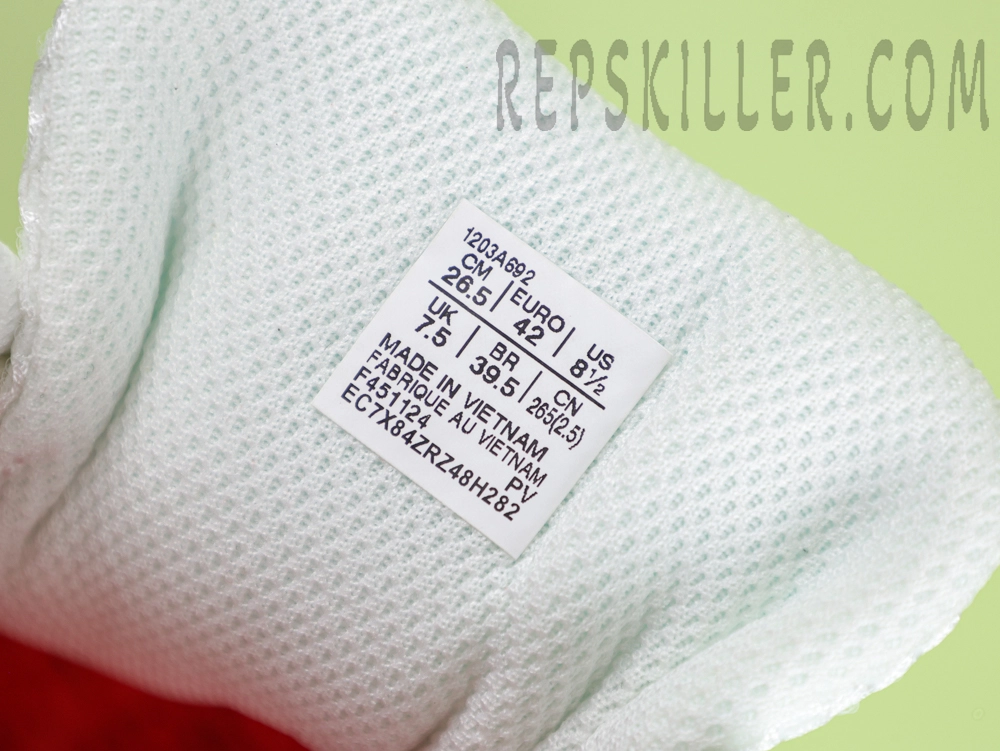 REPSKILLER.COM
1203A692
CM | EURO | US
26.5 | 42 | 8½
UK | BR | CN
7.5 | 39.5 | 265(2.5)
MADE IN VIETNAM
FABRIQUE AU VIETNAM
F451124 PV
EC7X84ZRZ48H282